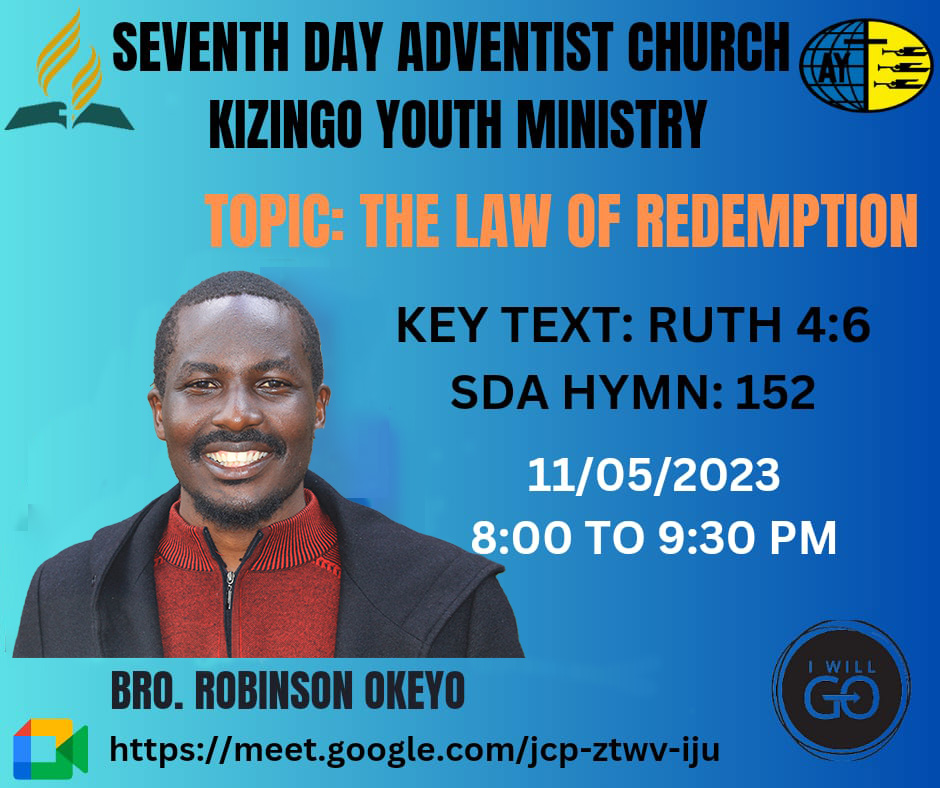 SEVENTH DAY ADVENTIST CHURCH
KIZINGO YOUTH MINISTRY
AY
TOPIC: THE LAW OF REDEMPTION
KEY TEXT: RUTH 4:6
SDA HYMN: 152
11/05/2023
8:00 TO 9:30 PM
I WILL
GO
BRO. ROBINSON OKEYO
https://meet.google.com/jcp-ztwv-iju